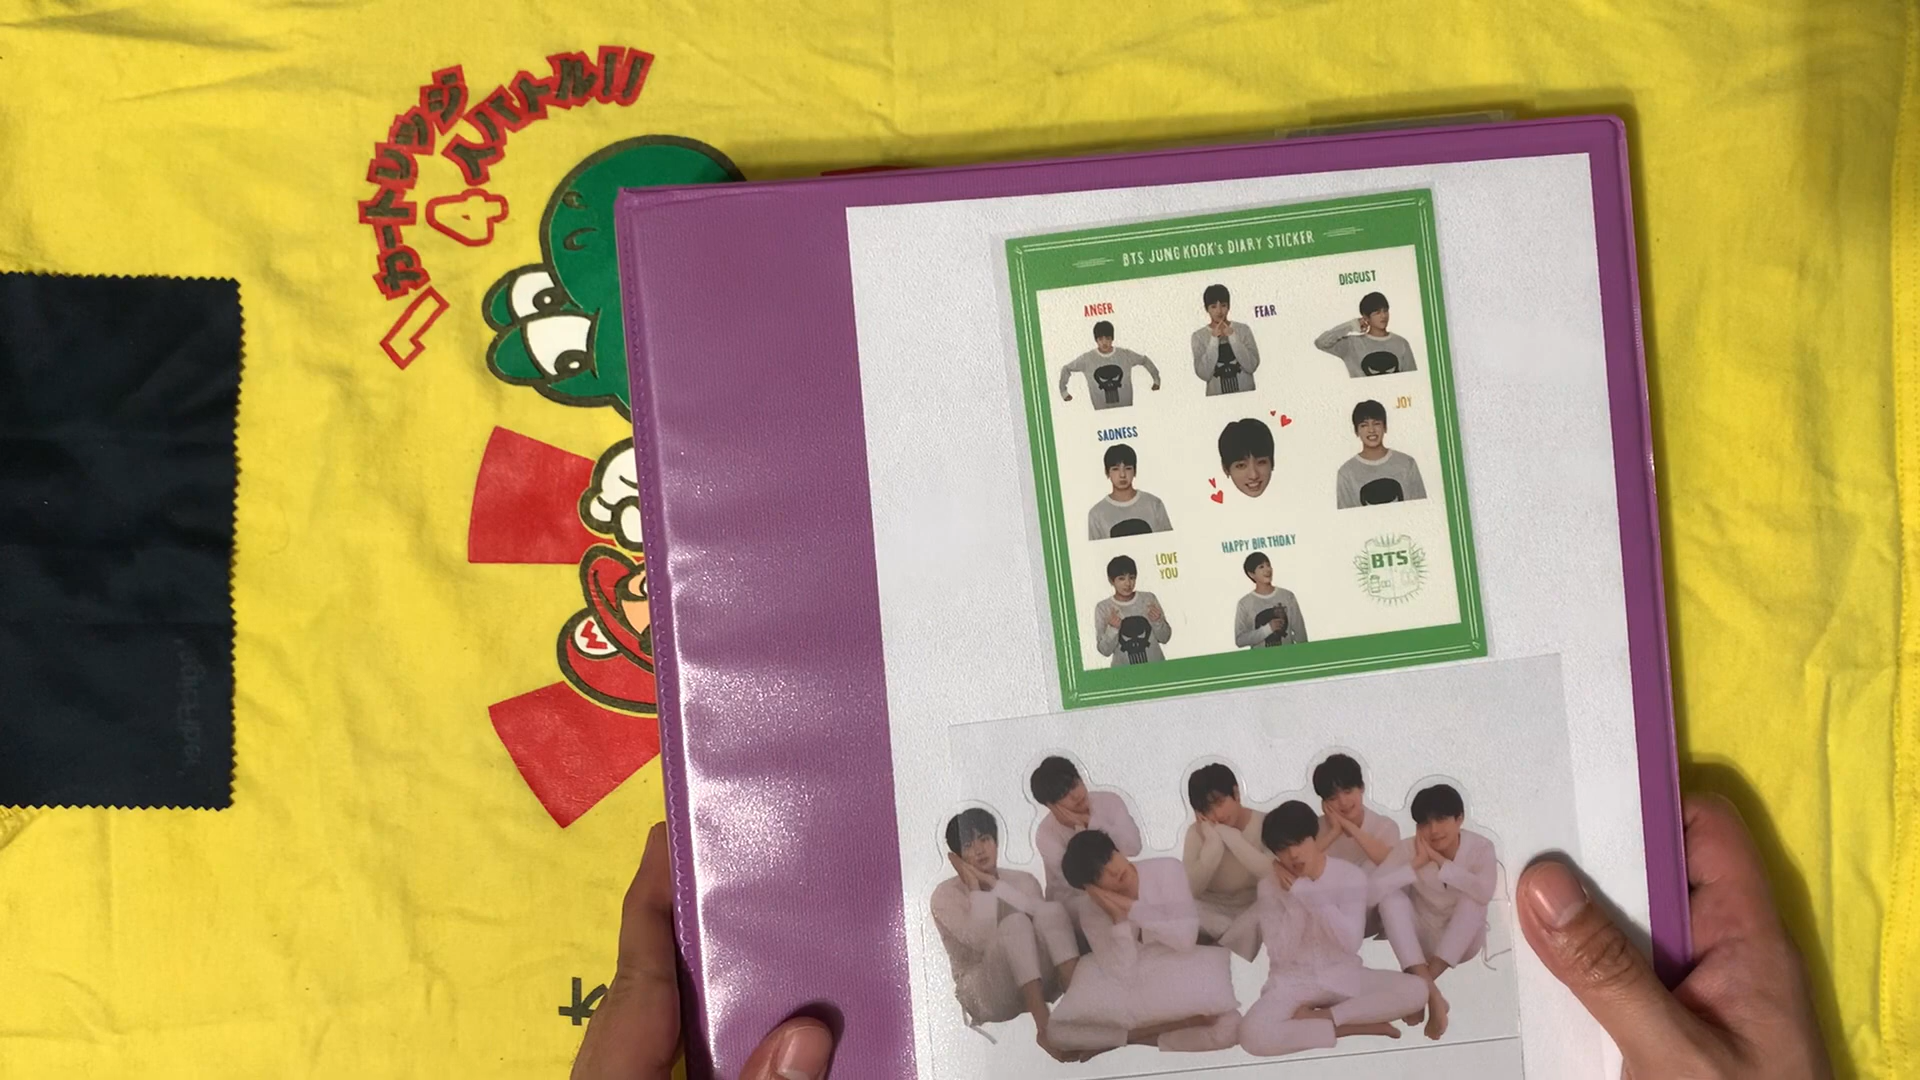 カートリッジ
4人バトル!!
BTS JUNG KOOK's DIARY STICKER
ANGER
FEAR
DISGUST
SADNESS
JOY
LOVE
YOU
HAPPY BIRTHDAY
BTS
M